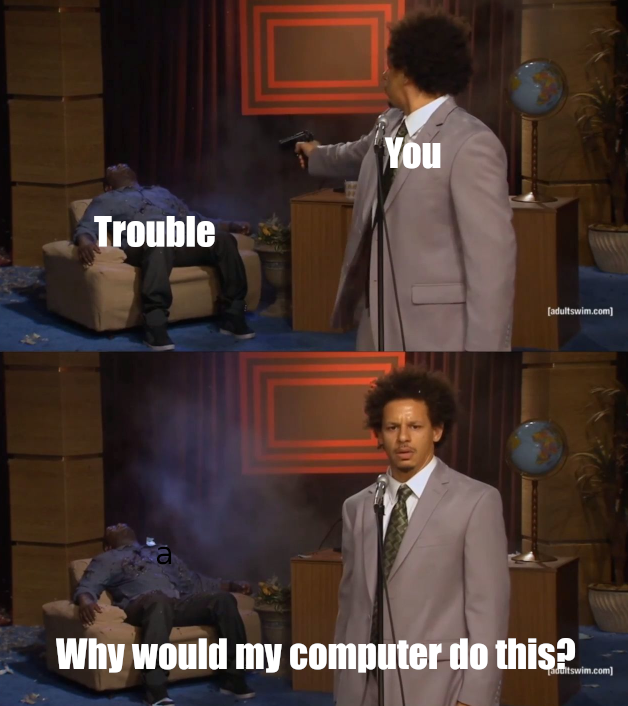 You
Trouble
[adultswim.com]
a
Why would my computer do this?
[adultswim.com]